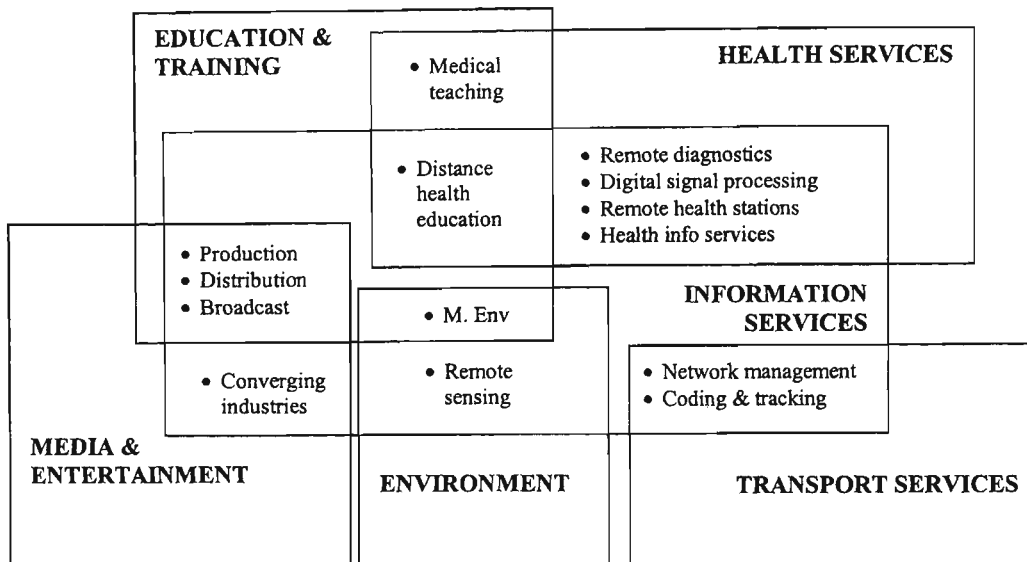 EDUCATION &
TRAINING
• Medical
teaching
HEALTH SERVICES
• Distance
health
education
• Remote diagnostics
• Digital signal processing
• Remote health stations
• Health info services
• Production
• Distribution
• Broadcast
• M. Env
INFORMATION
SERVICES
• Converging
industries
• Remote
sensing
• Network management
• Coding & tracking
MEDIA &
ENTERTAINMENT
ENVIRONMENT
TRANSPORT SERVICES